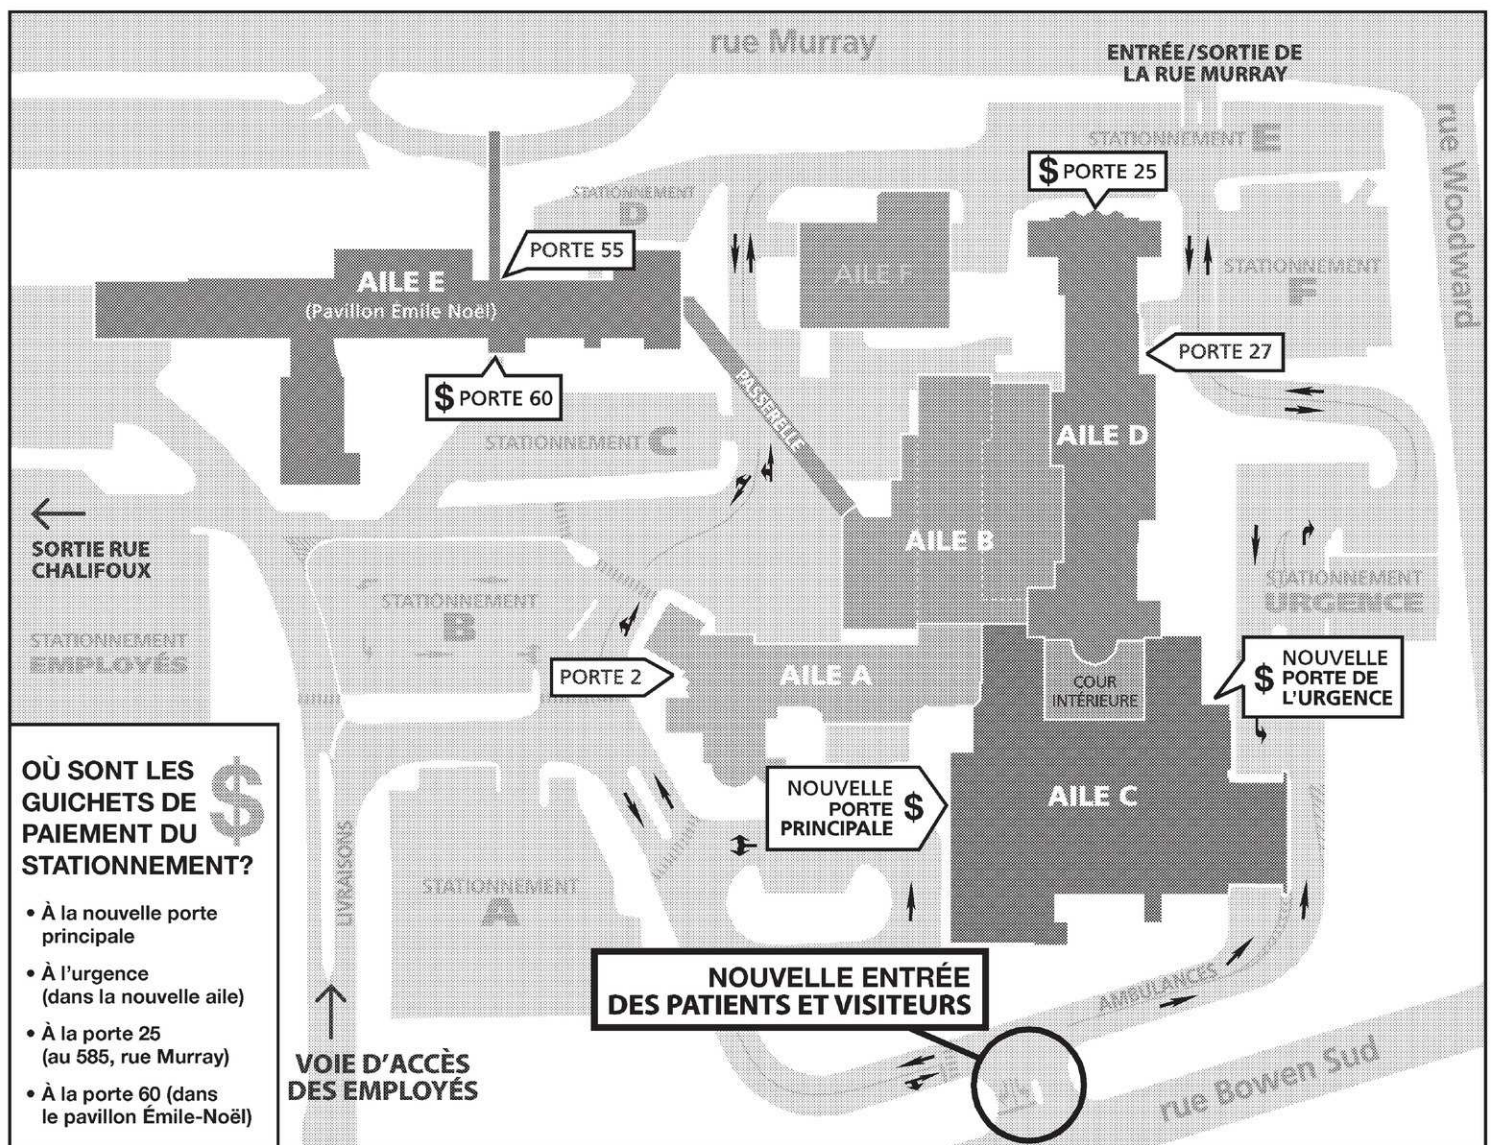 rue Murray
ENTRÉE/SORTIE DE
LA RUE MURRAY
rue Woodward
STATIONNEMENT E
$ PORTE 25
STATIONNEMENT
D
PORTE 55
AILE E
(Pavillon Émile Noël)
AILE F
STATIONNEMENT
F
PORTE 27
$ PORTE 60
PASSERELLE
STATIONNEMENT C
AILE D
SORTIE RUE
CHALIFOUX
AILE B
STATIONNEMENT
B
STATIONNEMENT
URGENCE
STATIONNEMENT
EMPLOYÉS
PORTE 2
AILE A
COUR
INTÉRIEURE
$ NOUVELLE
PORTE DE
L'URGENCE
NOUVELLE
PORTE $
PRINCIPALE
AILE C
OÙ SONT LES
GUICHETS DE
PAIEMENT DU
STATIONNEMENT?
$
• À la nouvelle porte
principale
• À l'urgence
(dans la nouvelle aile)
• À la porte 25
(au 585, rue Murray)
• À la porte 60 (dans
le pavillon Émile-Noël)
LIVRAISONS
STATIONNEMENT
A
NOUVELLE ENTRÉE
DES PATIENTS ET VISITEURS
AMBULANCES
VOIE D'ACCÈS
DES EMPLOYÉS
rue Bowen Sud